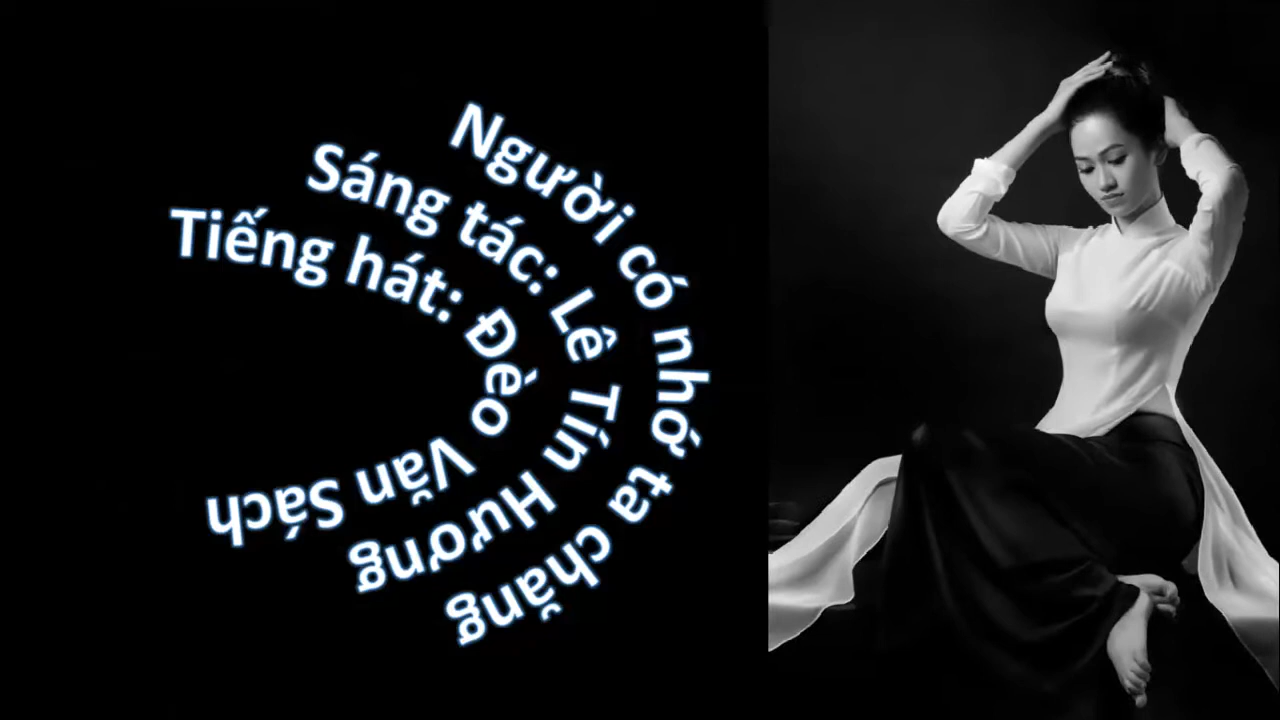 Người có nhớ ta chăng
Sáng tác: Lê Tín Hương
Tiếng hát: Đèo Văn Sách